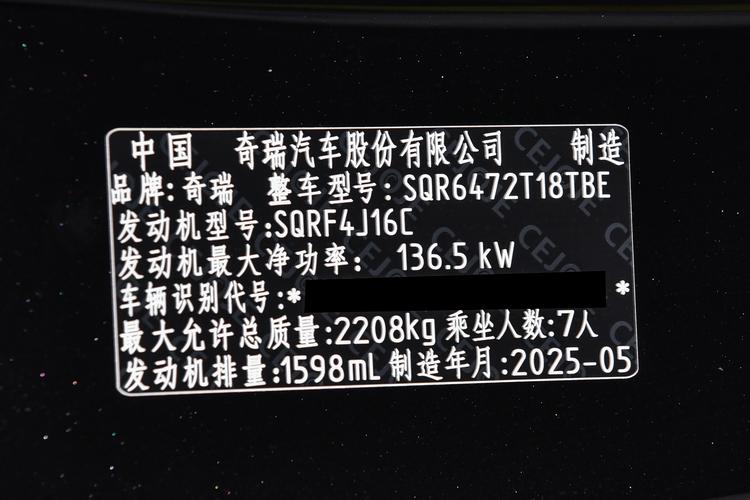 中国 奇瑞汽车股份有限公司 制造
品牌:奇瑞 整车型号:SQR6472T18TBE
发动机型号:SQRF4J16C
发动机最大净功率: 136.5 kW
车辆识别代号:* *
最大允许总质量:2208kg 乘坐人数:7人
发动机排量:1598mL 制造年月:2025-05